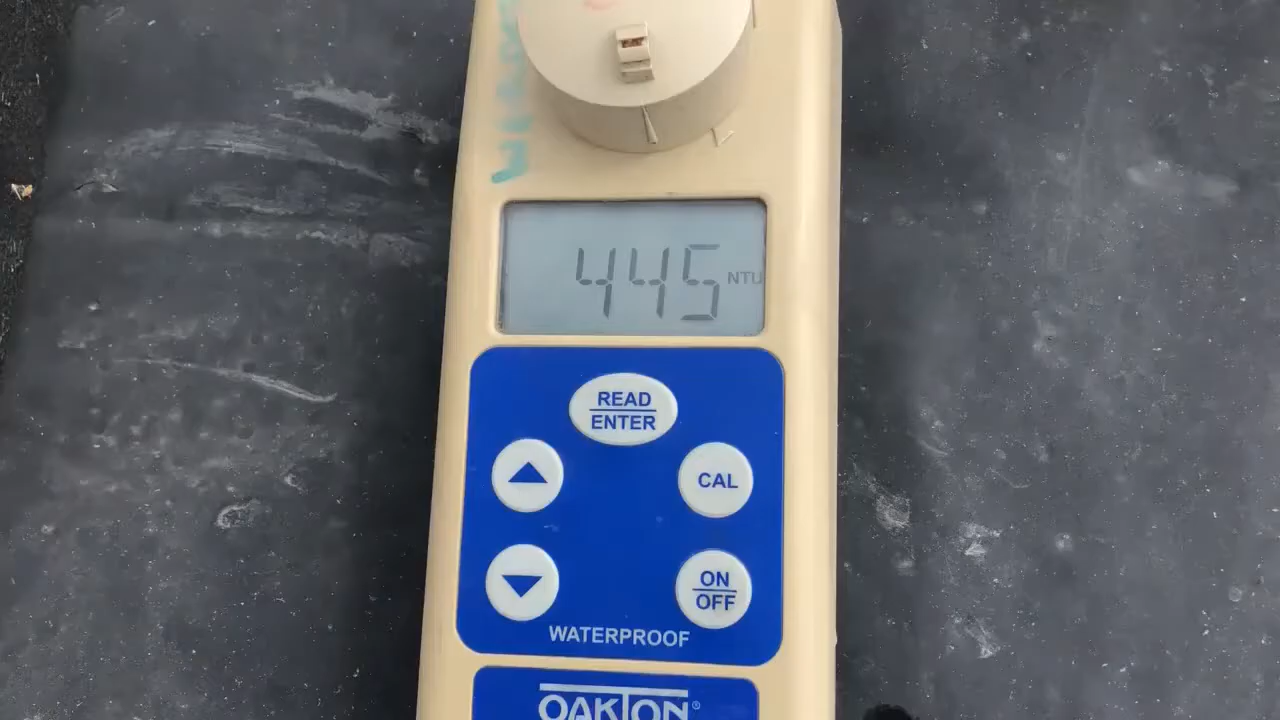 445 NTU
READ
ENTER
CAL
ON
OFF
WATERPROOF
OAKTON®